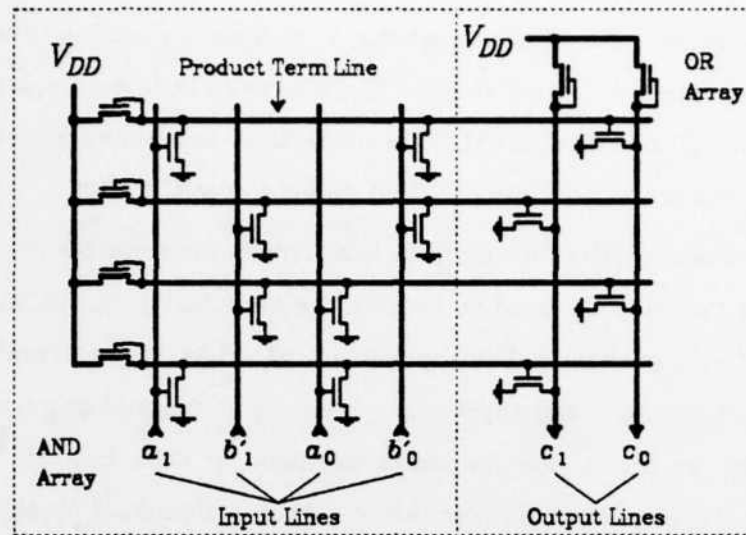 V_DD
V_DD
Product Term Line
OR
Array
AND
Array
a_1 b'_1 a_0 b'_0
c_1 c_0
Input Lines
Output Lines